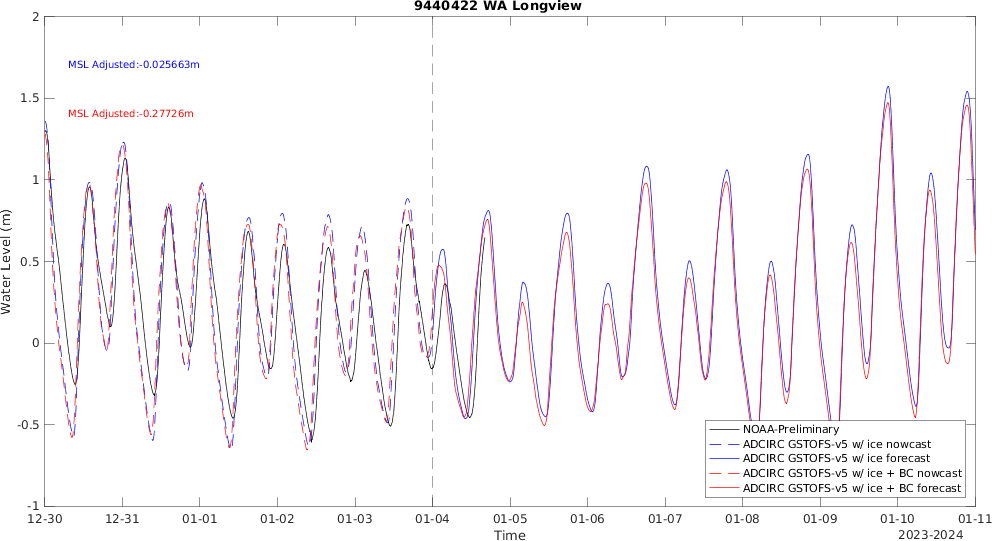 9440422 WA Longview
2
1.5
1
0.5
0
-0.5
-1
Water Level (m)
MSL Adjusted:-0.025663m
MSL Adjusted:-0.27726m
NOAA-Preliminary
ADCIRC GSTOFS-v5 w/ ice nowcast
ADCIRC GSTOFS-v5 w/ ice forecast
ADCIRC GSTOFS-v5 w/ ice + BC nowcast
ADCIRC GSTOFS-v5 w/ ice + BC forecast
12-30 12-31 01-01 01-02 01-03 01-04 01-05 01-06 01-07 01-08 01-09 01-10 01-11
Time
2023-2024